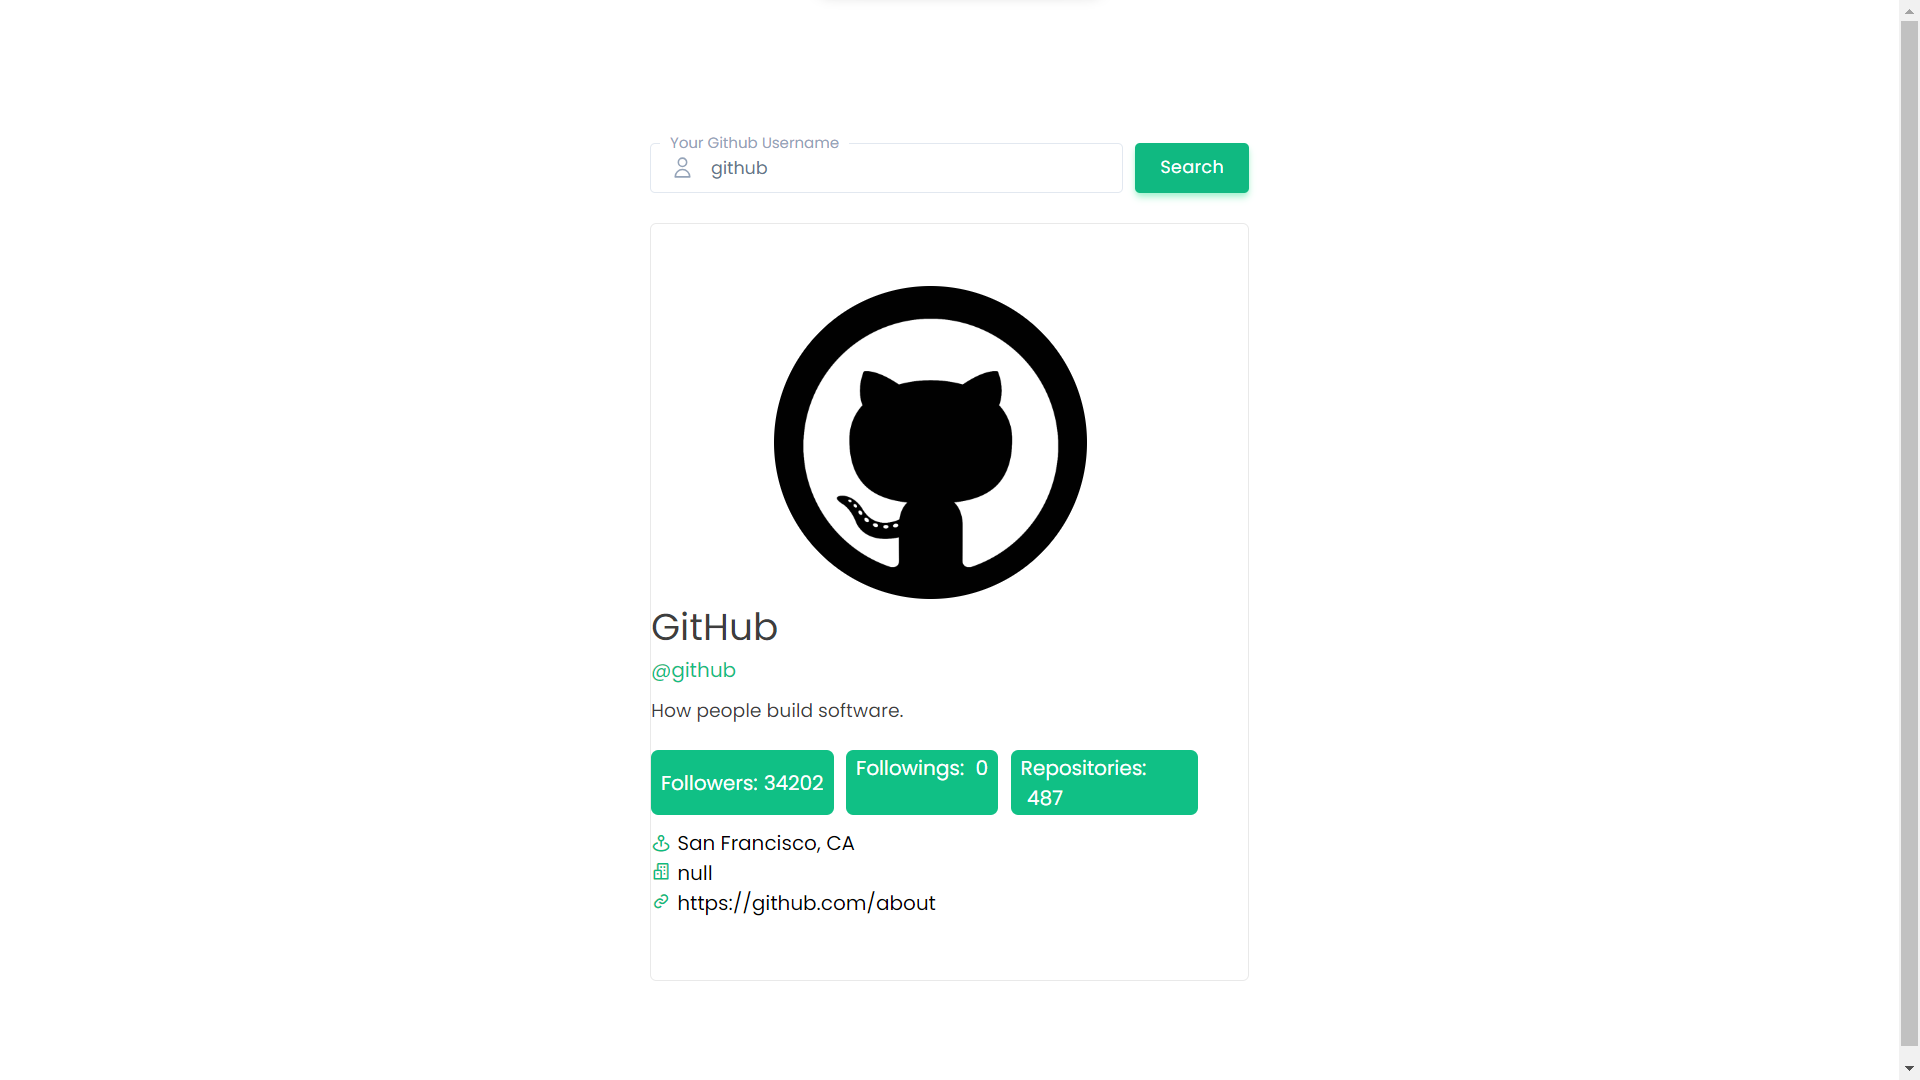 Your Github Username
github
Search
GitHub
@github
How people build software.
Followers: 34202
Followings: 0
Repositories:
487
San Francisco, CA
null
https://github.com/about